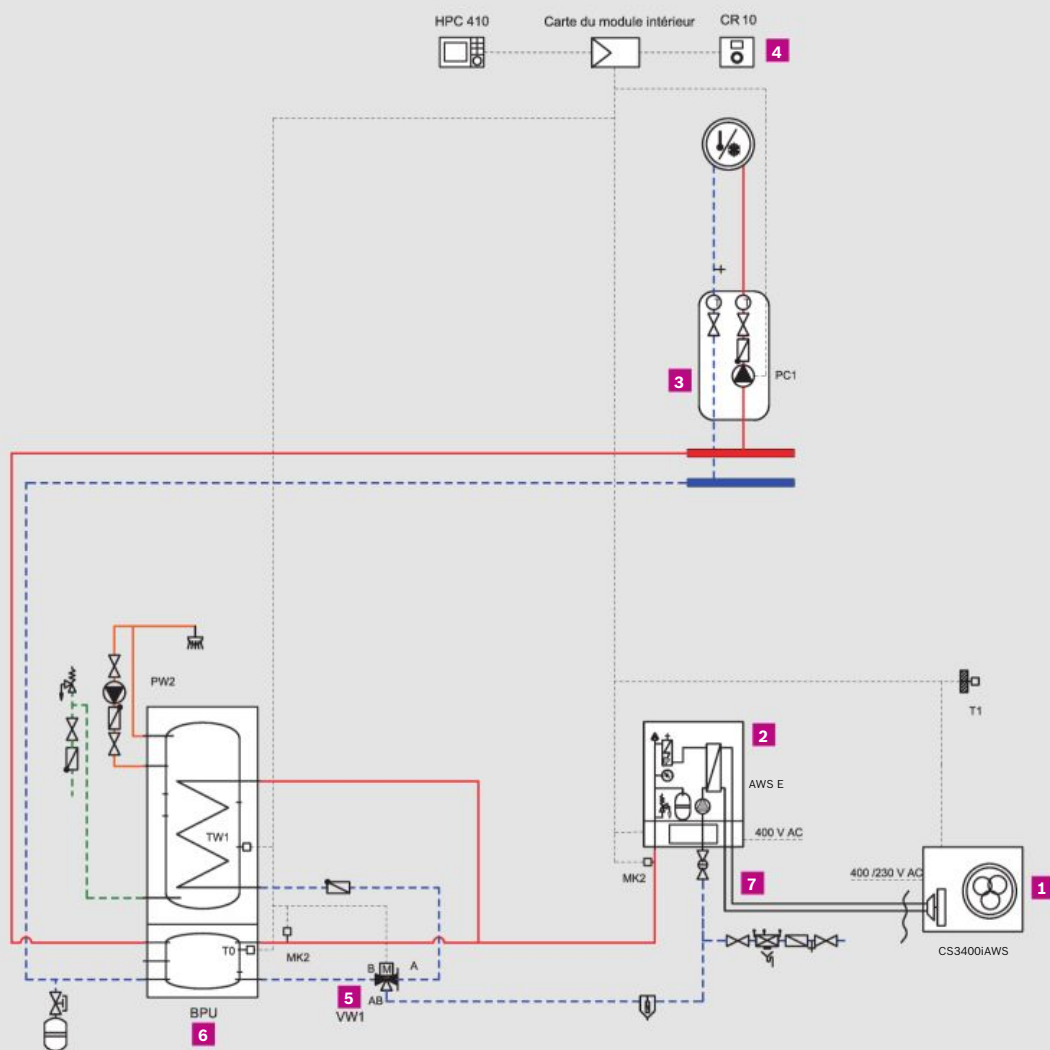 HPC 410
Carte du module intérieur
CR 10
4
3
PC1
PW2
T1
2
AWS E
TW1
400 V AC
MK2
7
400 /230 V AC
1
T0
MK2
B
M
A
CS3400iAWS
5
AB
VW1
BPU
6